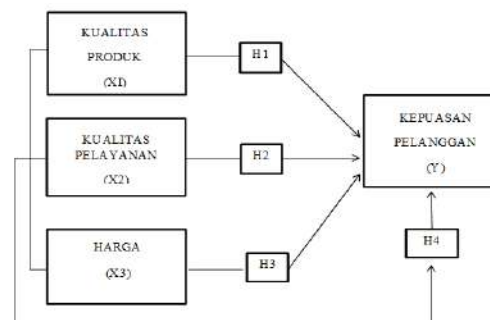 KUALITAS
PRODUK
(X1)
H1
KUALITAS
PELAYANAN
(X2)
H2
KEPUASAN
PELANGGAN
(Y)
HARGA
(X3)
H3
H4